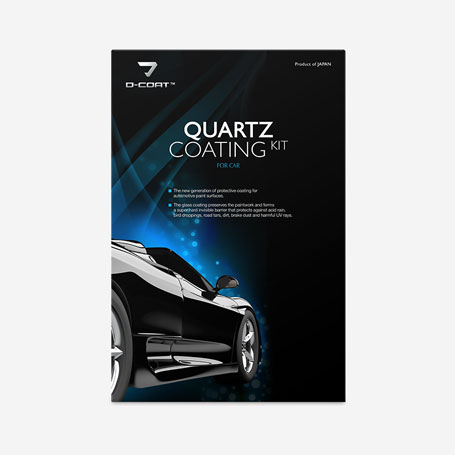 D-COAT™
Product of JAPAN
QUARTZ
COATING KIT
FOR CAR
The new generation of protective coating for
automotive paint surfaces.
The glass coating preserves the paintwork and forms
a superhard invisible barrier that protects against acid rain,
bird droppings, road tars, dirt, brake dust and harmful UV rays.